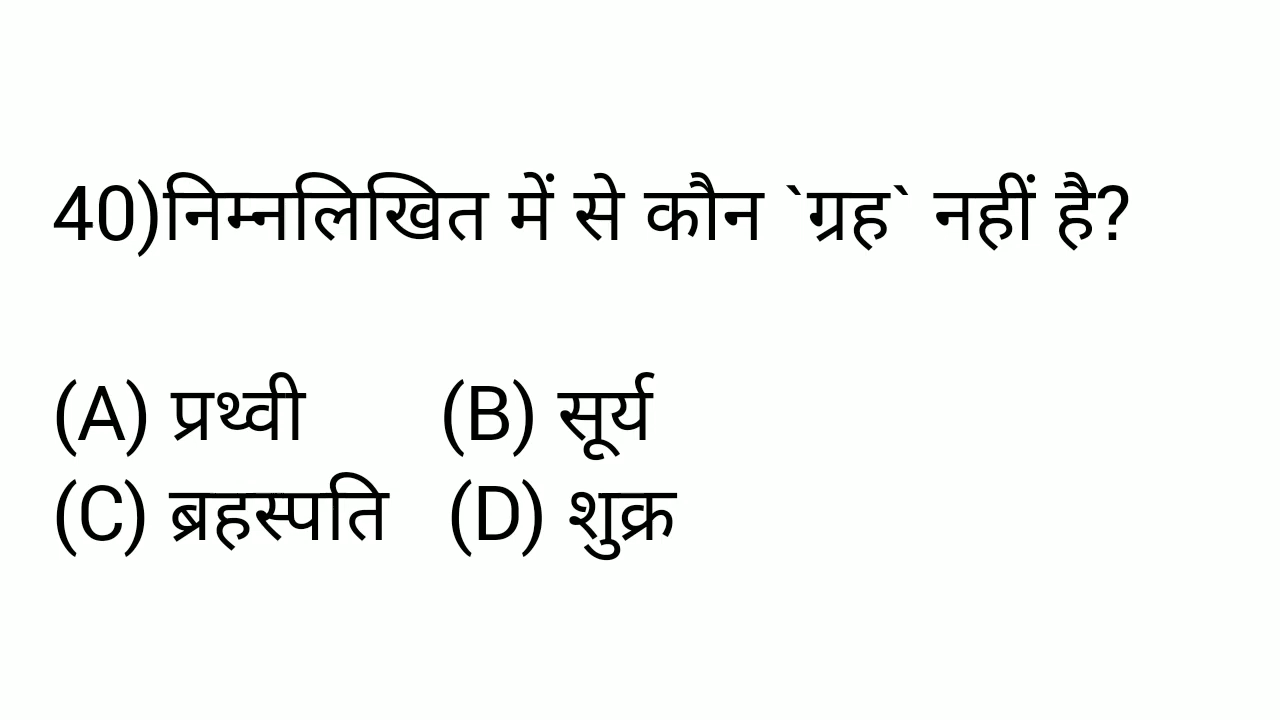 40)निम्नलिखित में से कौन `ग्रह` नहीं है?
(A) प्रथ्वी (B) सूर्य
(C) ब्रहस्पति (D) शुक्र